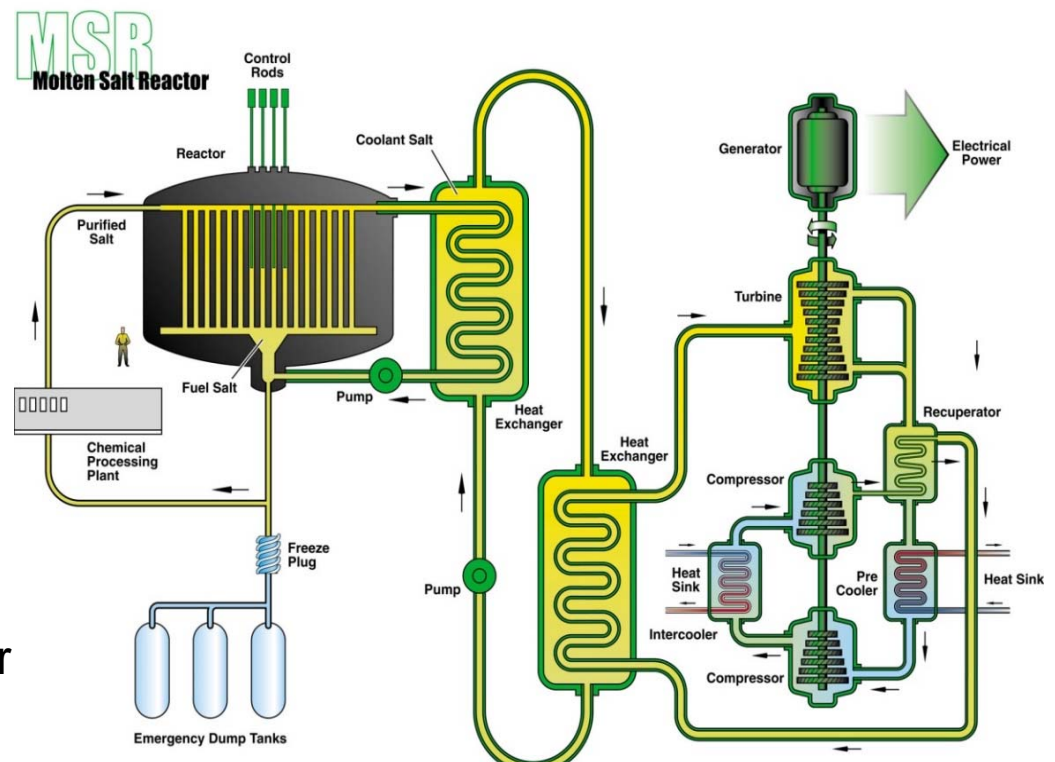 MSR
Molten Salt Reactor
Control
Rods
Reactor
Coolant Salt
Purified
Salt
Fuel Salt
Pump
Heat
Exchanger
Chemical
Processing
Plant
Freeze
Plug
Emergency Dump Tanks
r
Pump
Heat
Exchanger
Generator
Electrical
Power
Turbine
Recuperator
Compressor
Heat
Sink
Intercooler
Pre
Cooler
Heat Sink
Compressor